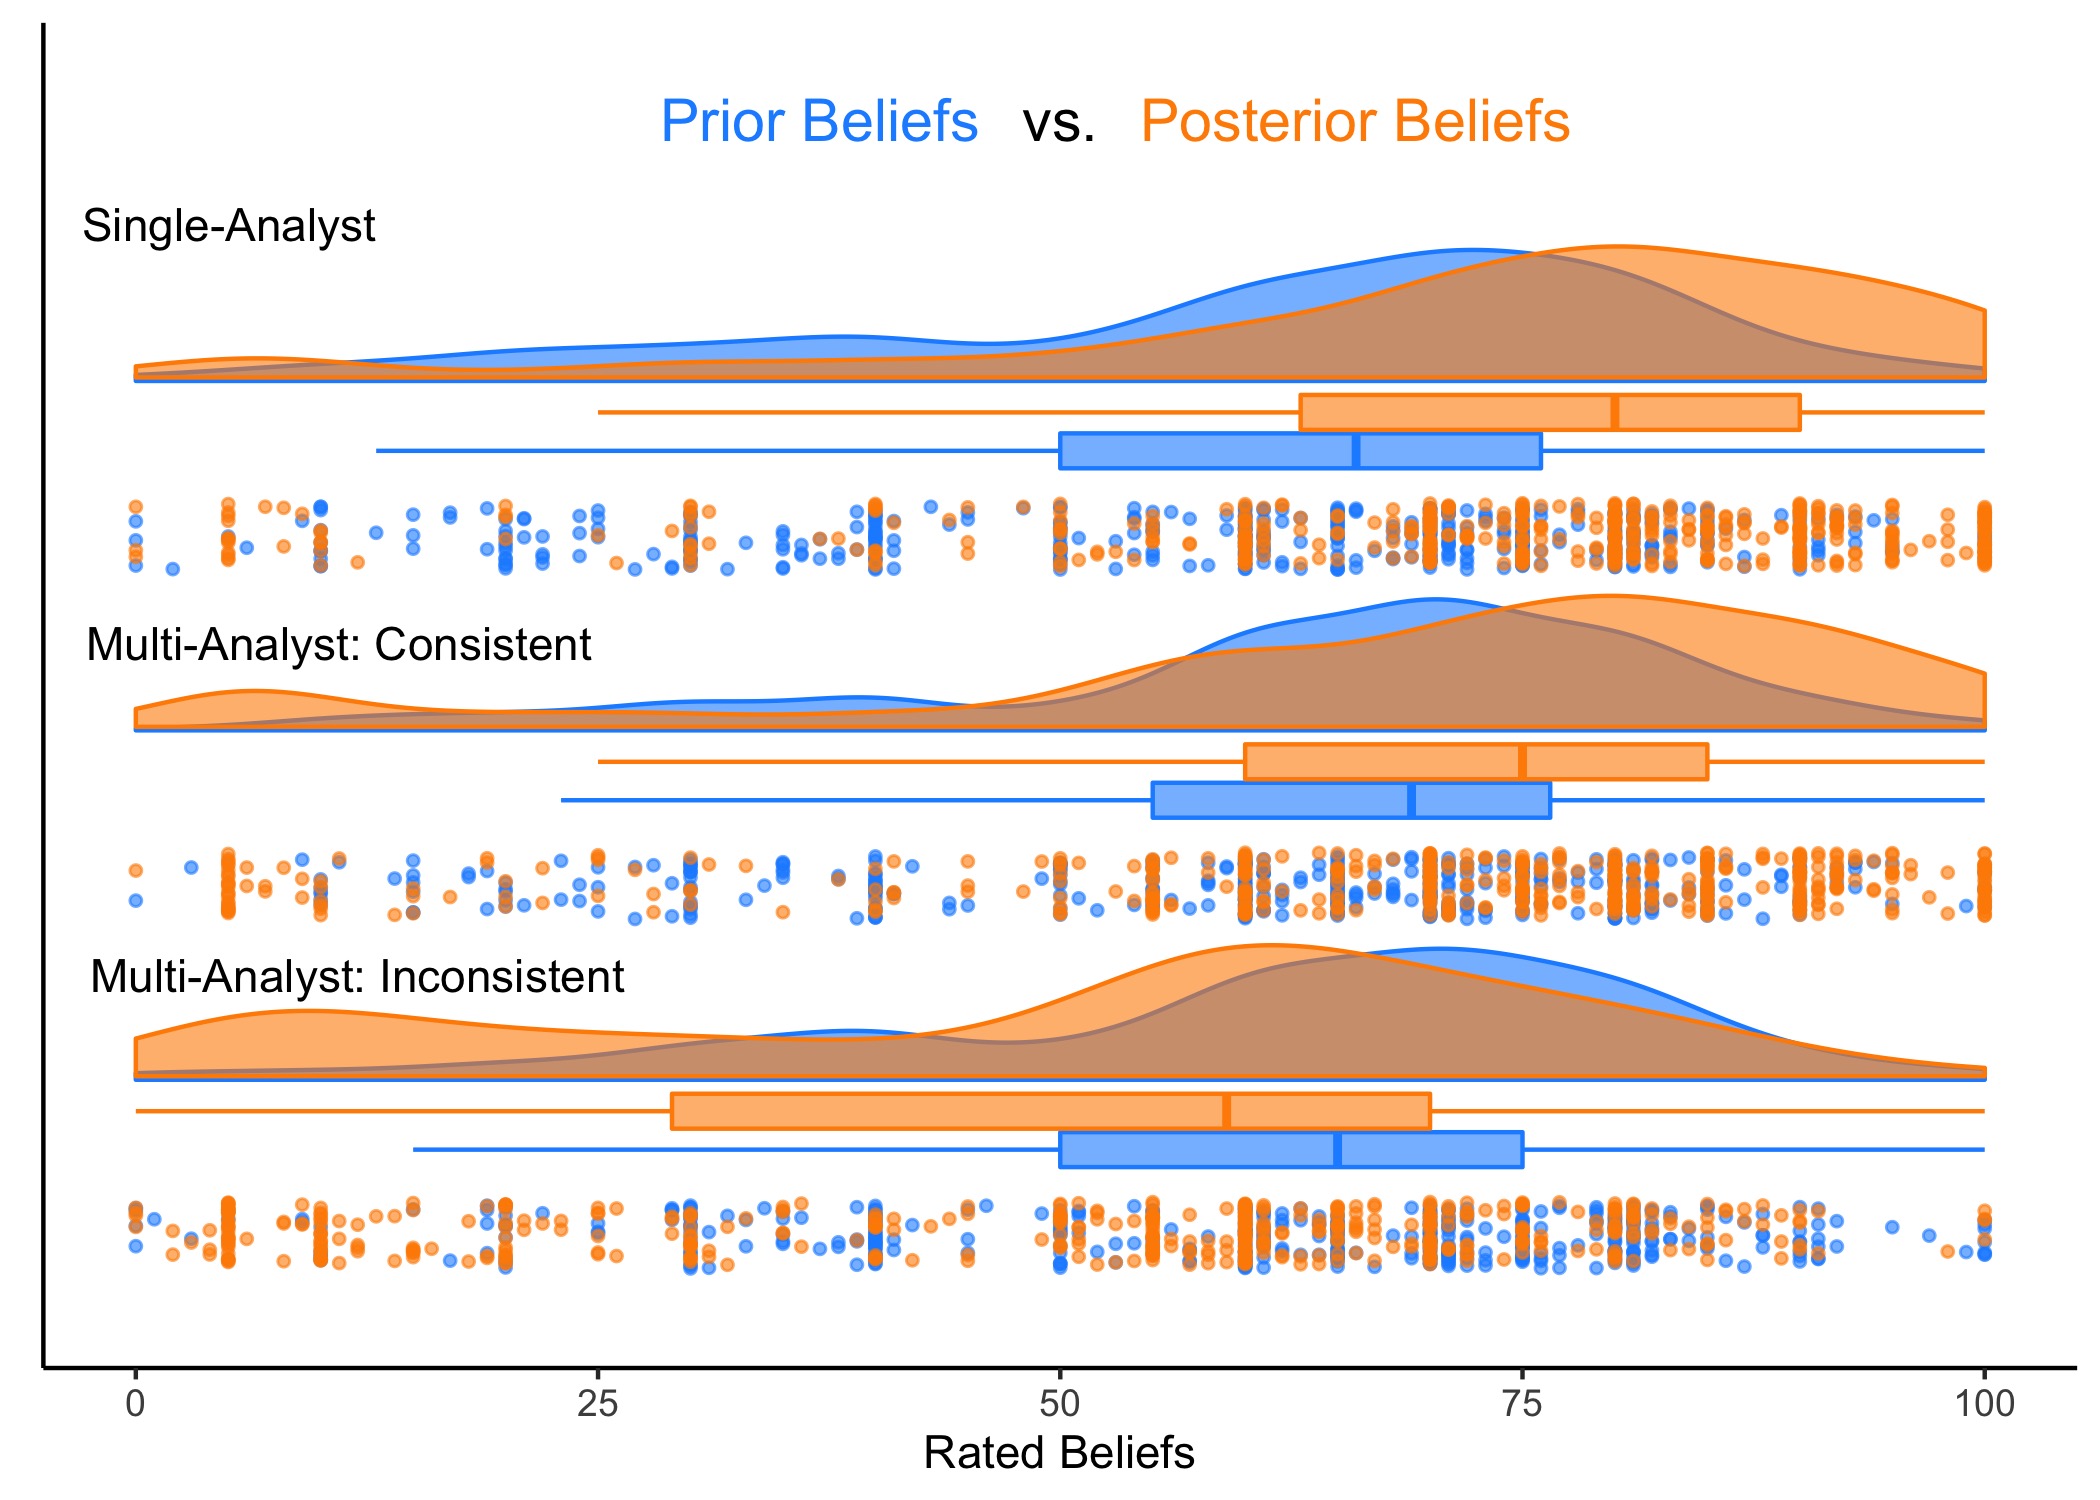 Prior Beliefs vs. Posterior Beliefs
Single-Analyst
Multi-Analyst: Consistent
Multi-Analyst: Inconsistent
0 25 50 75 100
Rated Beliefs